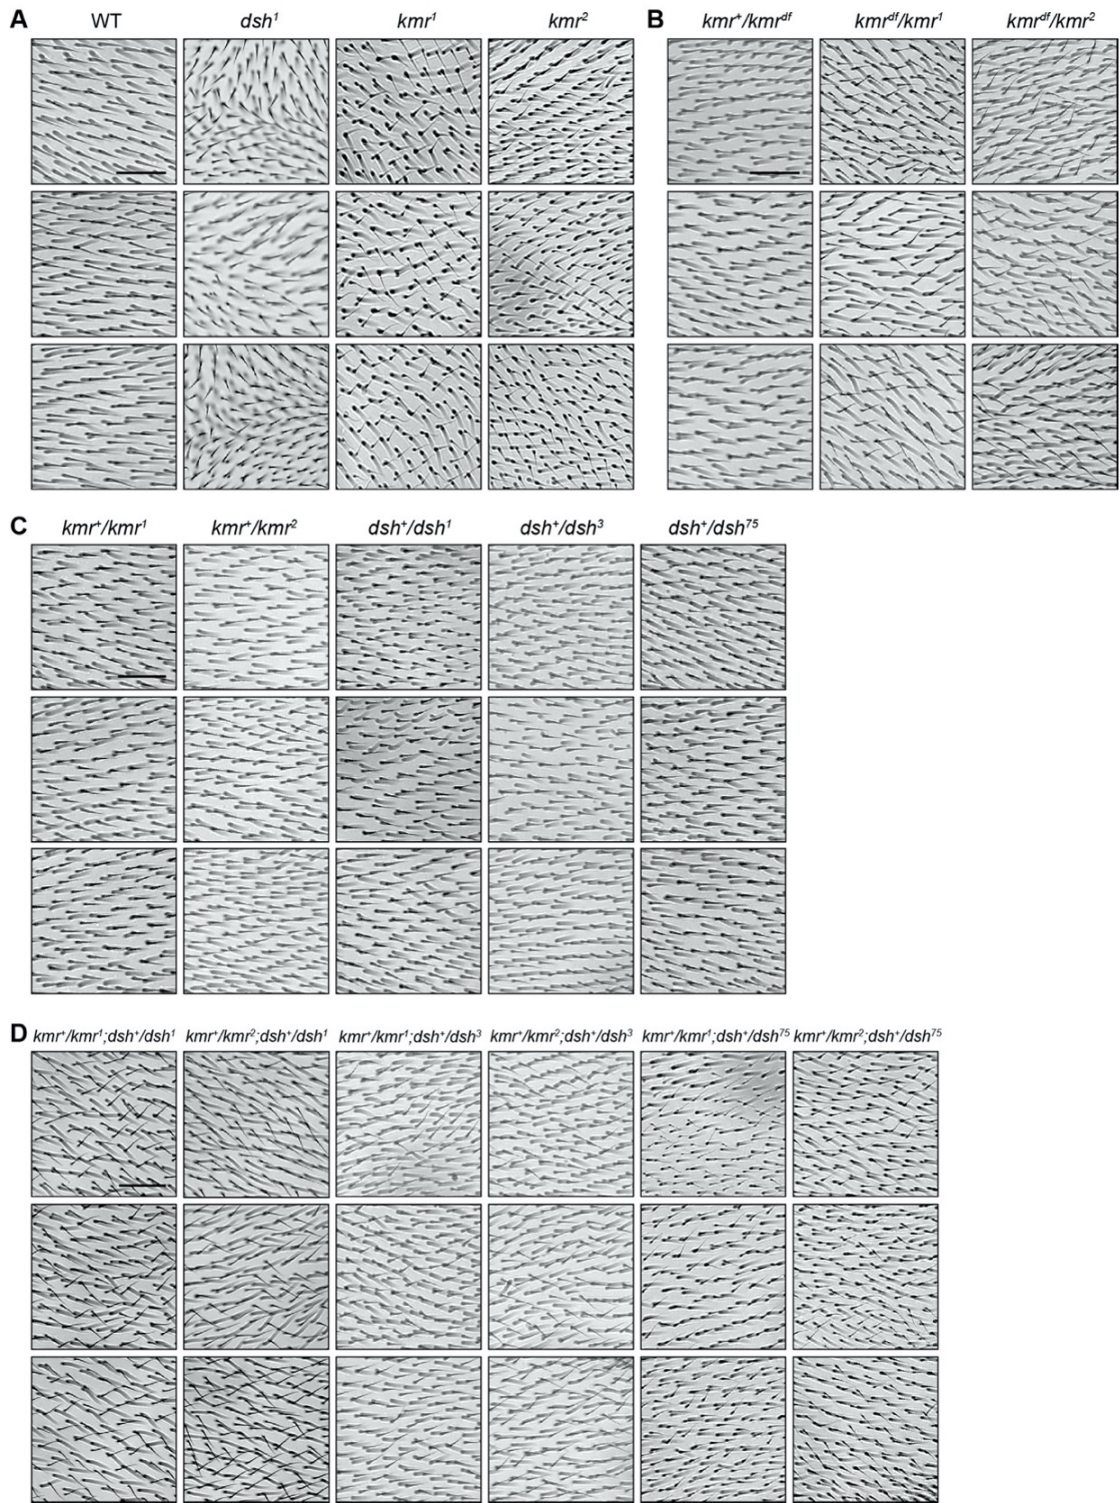 A WT dsh¹ kmr¹ kmr² B kmr⁺/kmrᵈᶠ kmrᵈᶠ/kmr¹ kmrᵈᶠ/kmr²
C kmr⁺/kmr¹ kmr⁺/kmr² dsh⁺/dsh¹ dsh⁺/dsh³ dsh⁺/dsh⁷⁵
D kmr⁺/kmr¹;dsh⁺/dsh¹ kmr⁺/kmr²;dsh⁺/dsh¹ kmr⁺/kmr¹;dsh⁺/dsh³ kmr⁺/kmr²;dsh⁺/dsh³ kmr⁺/kmr¹;dsh⁺/dsh⁷⁵ kmr⁺/kmr²;dsh⁺/dsh⁷⁵